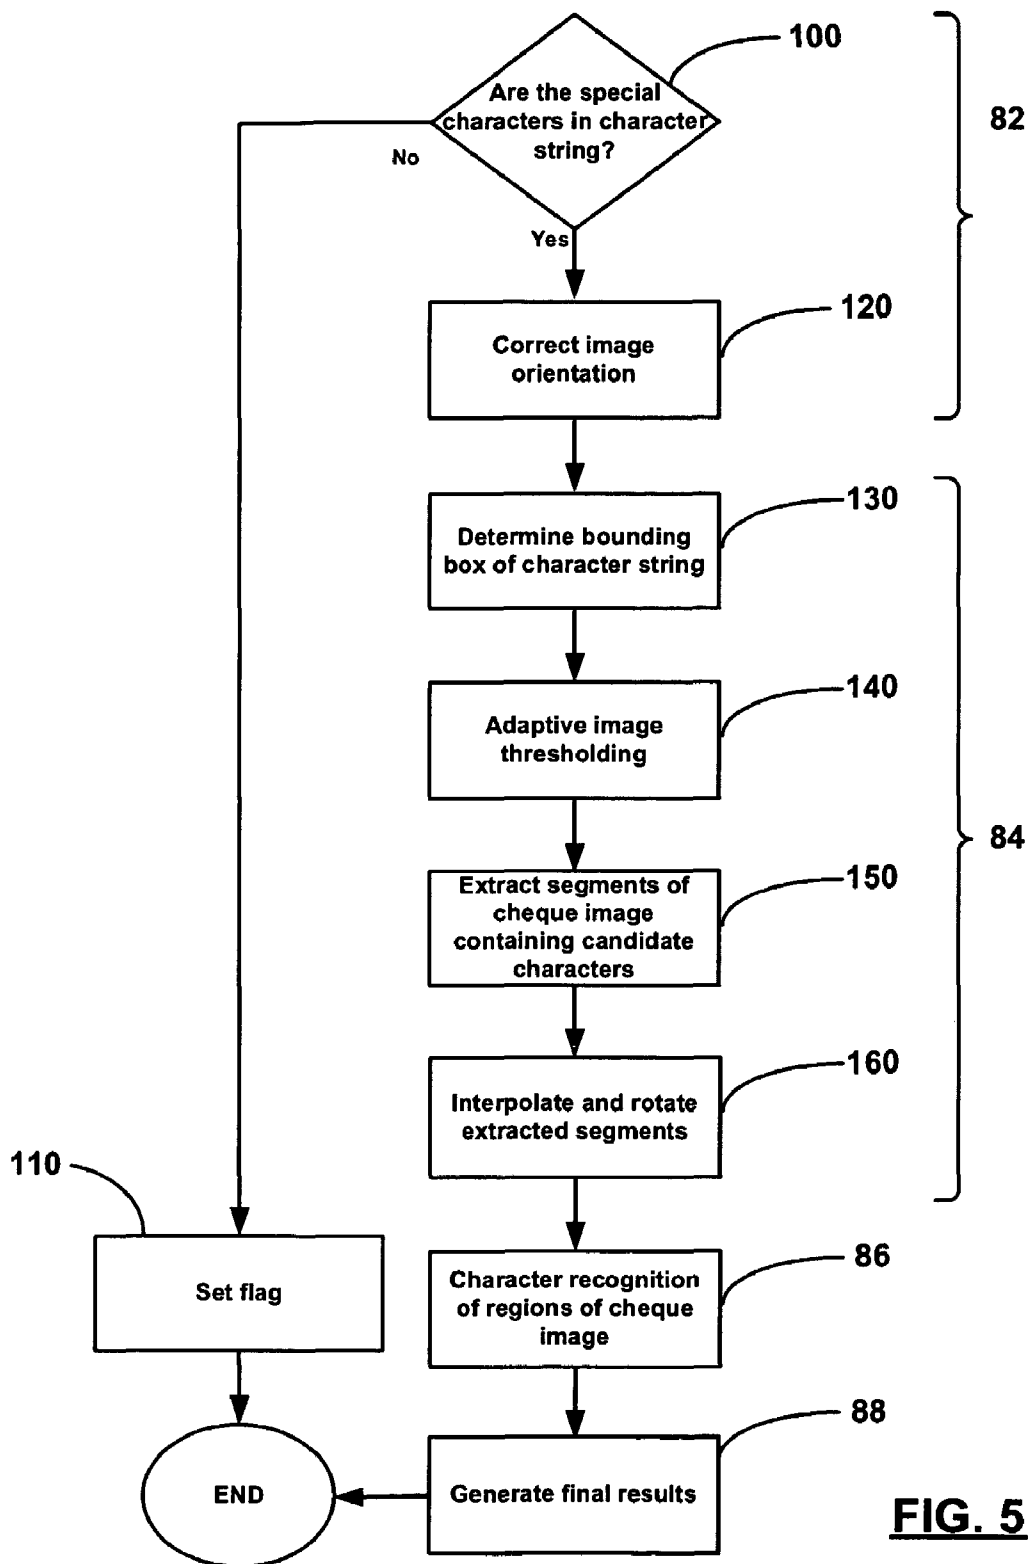 100
Are the special
characters in character
string?
82
No
Yes
120
Correct image
orientation
130
Determine bounding
box of character string
140
Adaptive image
thresholding
84
150
Extract segments of
cheque image
containing candidate
characters
160
Interpolate and rotate
extracted segments
110
Set flag
86
Character recognition
of regions of cheque
image
88
END
Generate final results
FIG. 5